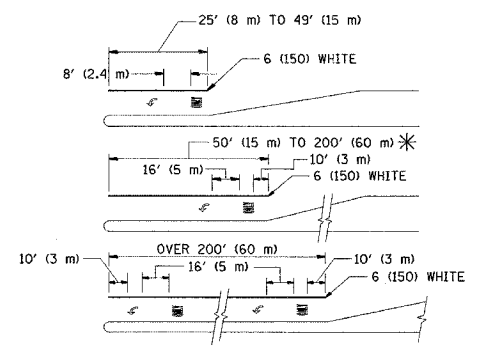 25' (8 m) TO 49' (15 m)
6 (150) WHITE
8' (2.4 m)
50' (15 m) TO 200' (60 m) ✳
16' (5 m)
10' (3 m)
6 (150) WHITE
OVER 200' (60 m)
10' (3 m)
16' (5 m)
10' (3 m)
6 (150) WHITE